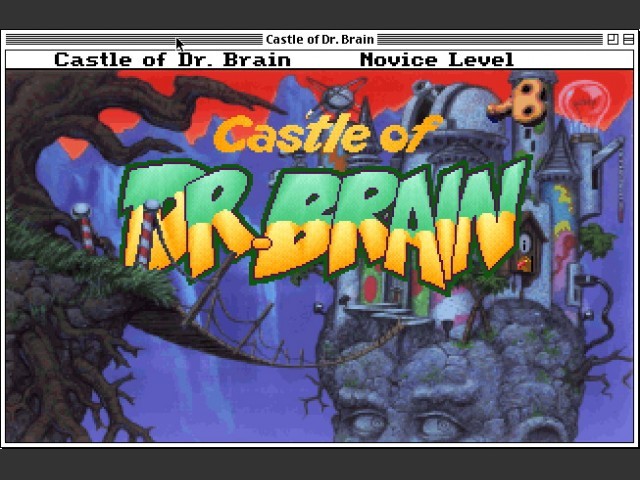 Castle of Dr. Brain
Castle of Dr. Brain Novice Level
Castle of
DR. BRAIN
B